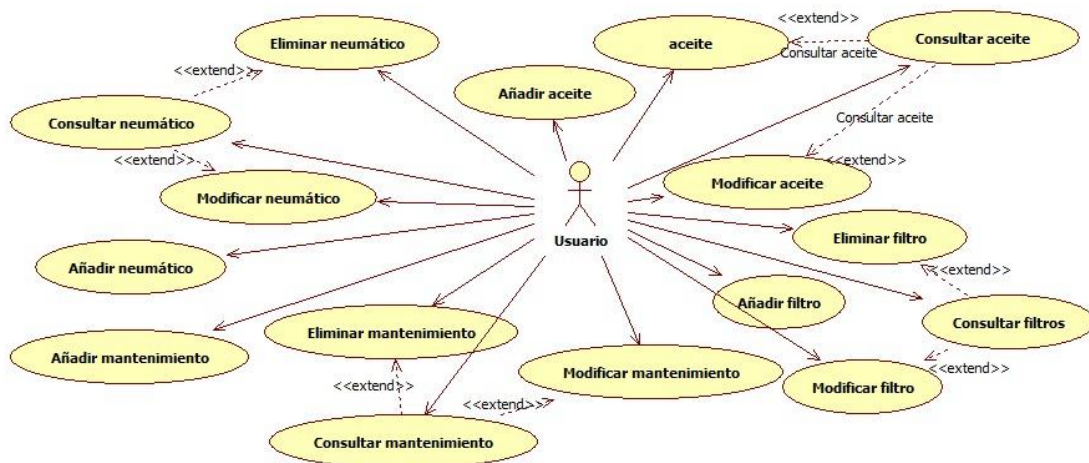 <<extend>>
Eliminar neumático
aceite
Consultar aceite
Consultar aceite
<<extend>>
Añadir aceite
Consultar neumático
Consultar aceite
<<extend>>
<<extend>>
Modificar neumático
Modificar aceite
Usuario
Eliminar filtro
Añadir neumático
<<extend>>
Añadir filtro
Eliminar mantenimiento
Consultar filtros
Añadir mantenimiento
Modificar mantenimiento
<<extend>>
<<extend>>
Modificar filtro
<<extend>>
Consultar mantenimiento